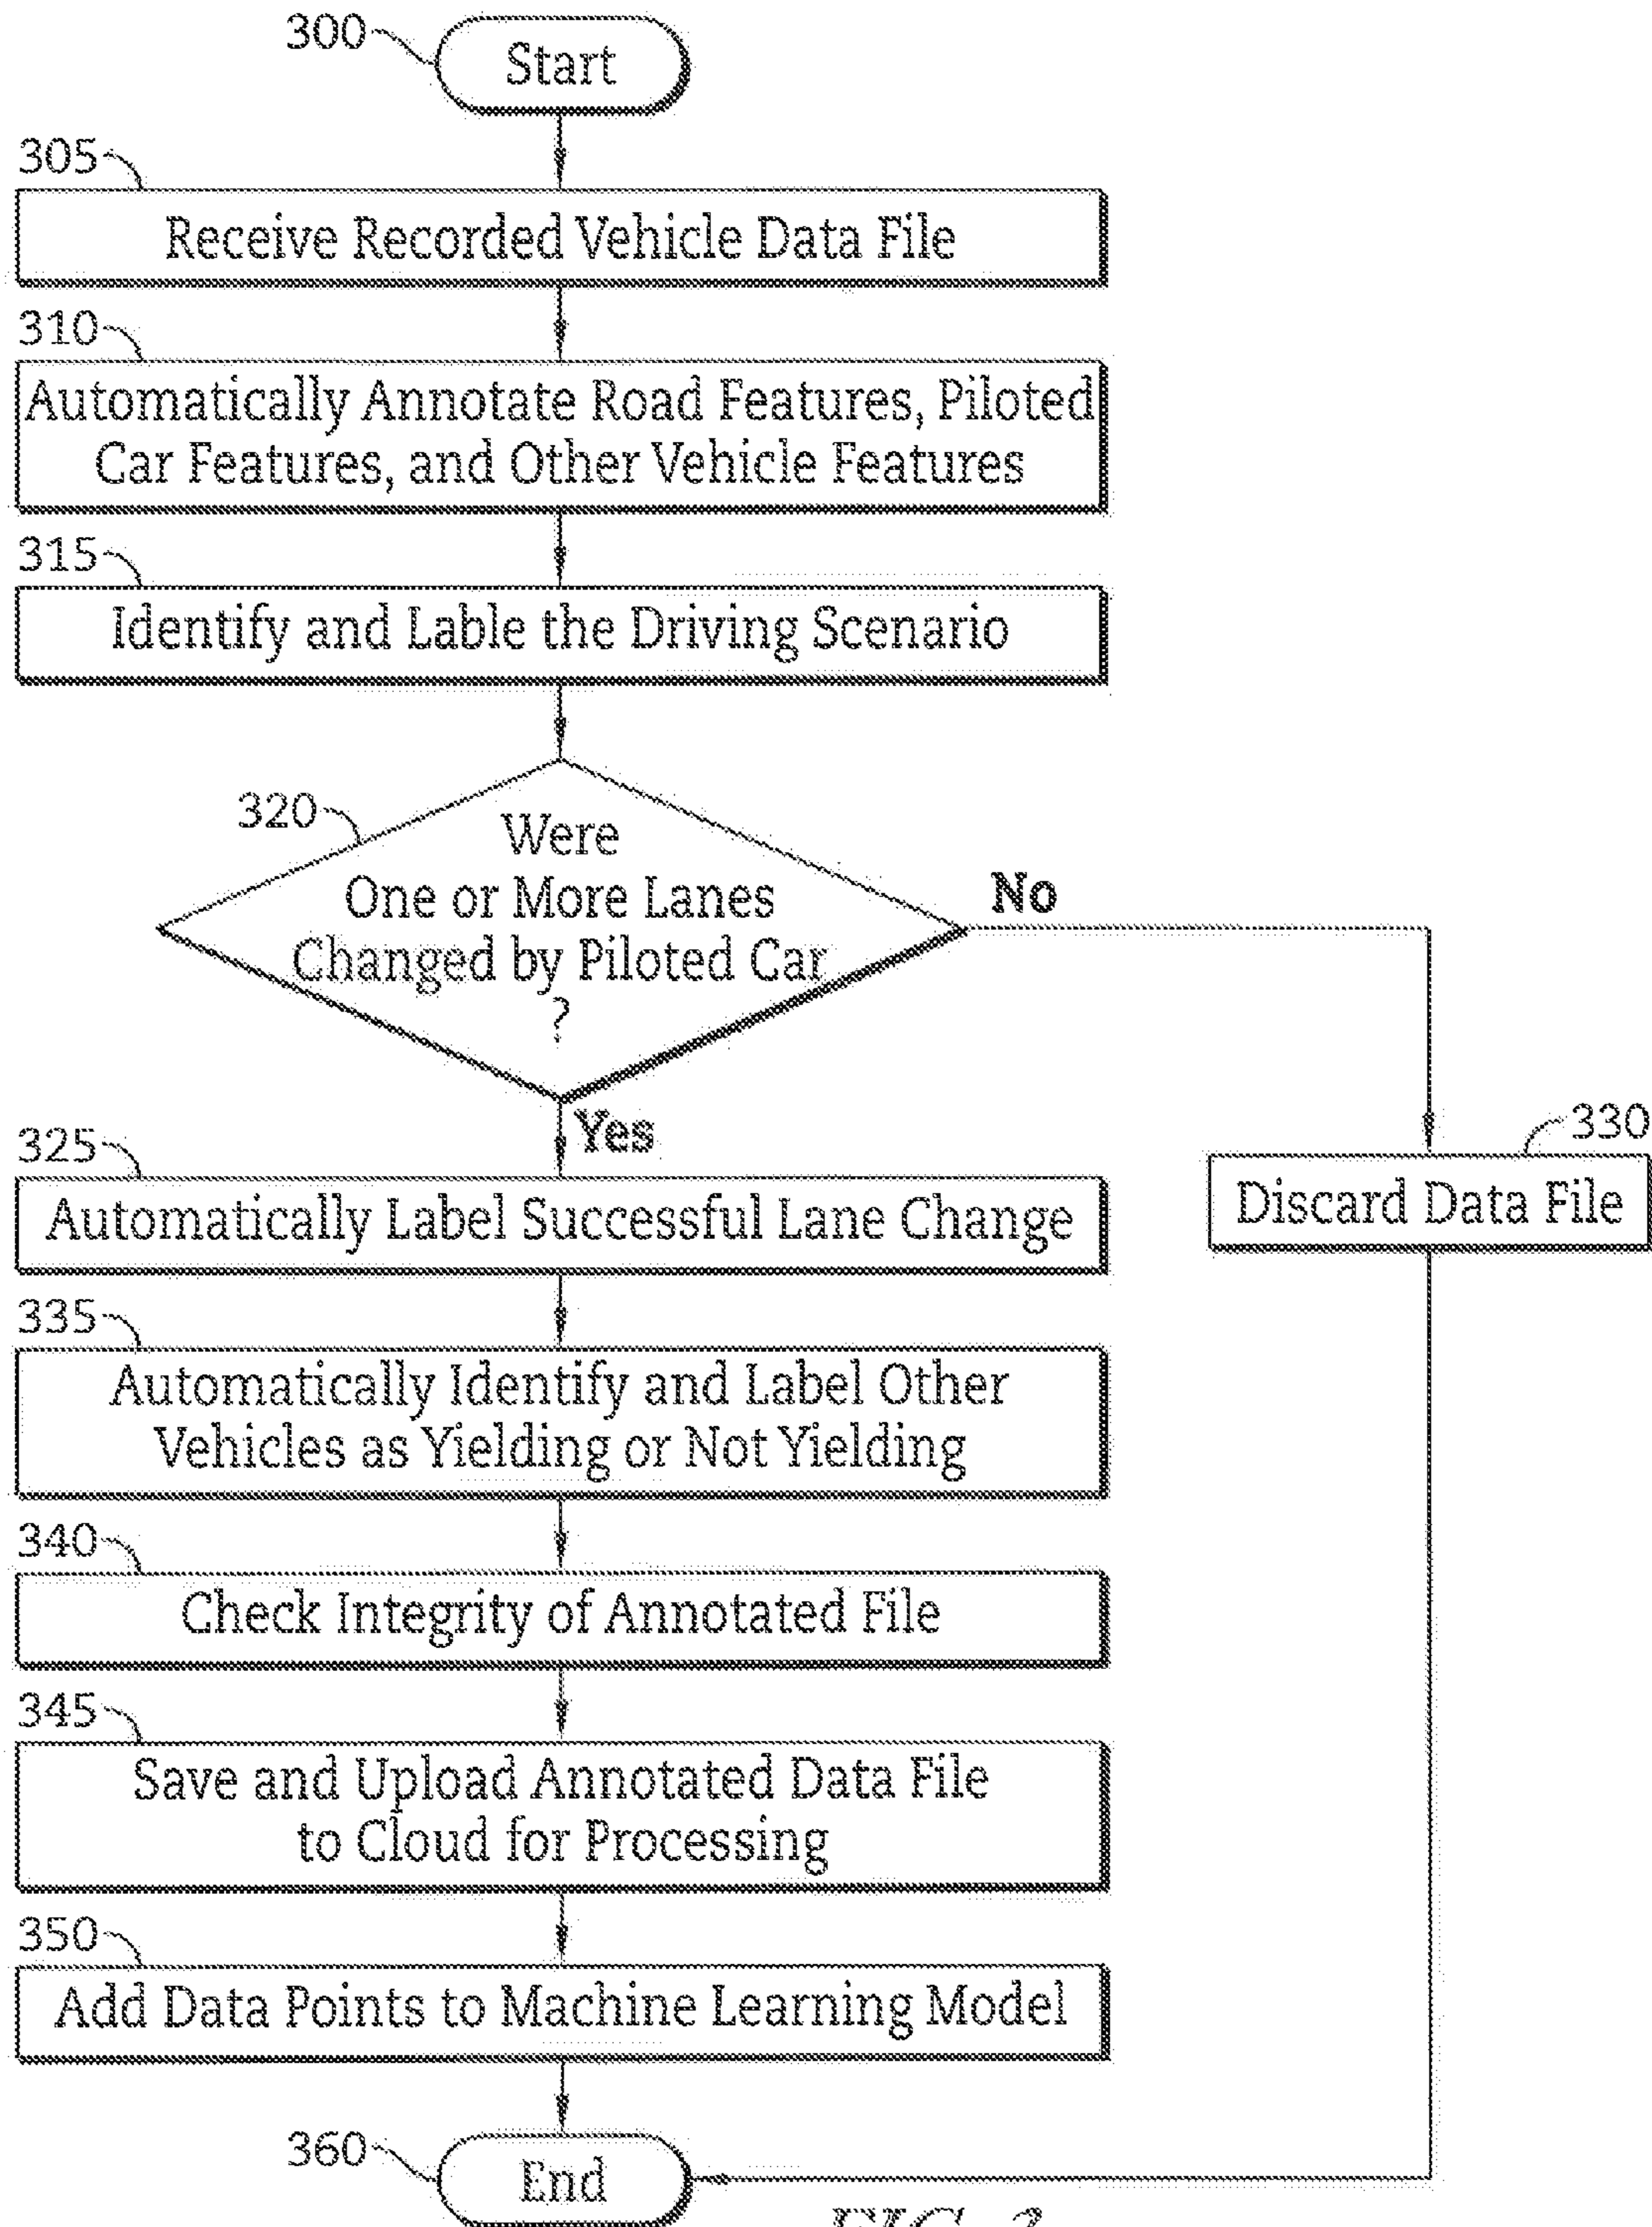 300
Start
305
Receive Recorded Vehicle Data File
310
Automatically Annotate Road Features, Piloted
Car Features, and Other Vehicle Features
315
Identify and Lable the Driving Scenario
320
Were
One or More Lanes
Changed by Piloted Car
?
No
Yes
325
Automatically Label Successful Lane Change
330
Discard Data File
335
Automatically Identify and Label Other
Vehicles as Yielding or Not Yielding
340
Check Integrity of Annotated File
345
Save and Upload Annotated Data File
to Cloud for Processing
350
Add Data Points to Machine Learning Model
360
End